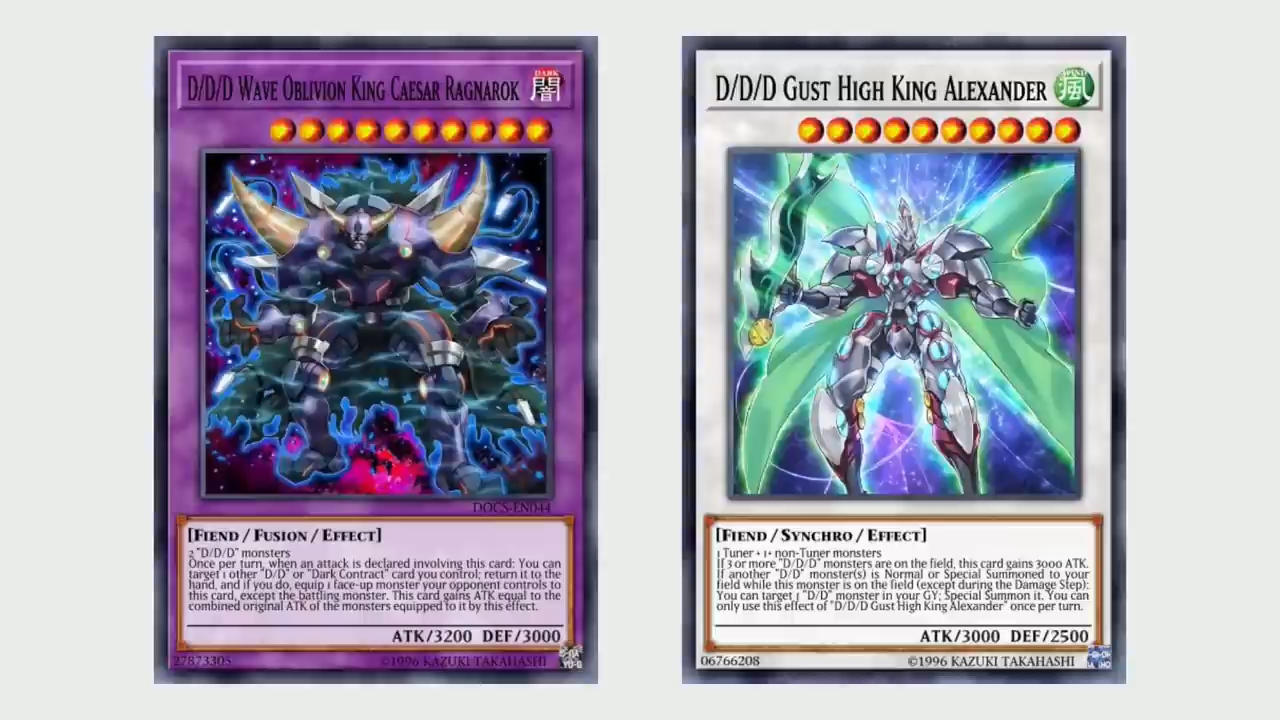 D/D/D Wave Oblivion King Caesar Ragnarok
DARK
闇
DOCS-EN044
[Fiend / Fusion / Effect]
2 "D/D/D" monsters
Once per turn, when an attack is declared involving this card: You can
target 1 other "D/D" or "Dark Contract" card you control; return it to the
hand, and if you do, equip 1 face-up monster your opponent controls to
this card, except the battling monster. This card gains ATK equal to the
combined original ATK of the monsters equipped to it by this effect.
ATK/3200 DEF/3000
27873305
©1996 KAZUKI TAKAHASHI
D/D/D Gust High King Alexander
WIND
風
[Fiend / Synchro / Effect]
1 Tuner + 1+ non-Tuner monsters
If 3 or more "D/D/D" monsters are on the field, this card gains 3000 ATK.
If another "D/D" monster(s) is Normal or Special Summoned to your
field while this monster is on the field (except during the Damage Step):
You can target 1 "D/D" monster in your GY; Special Summon it. You can
only use this effect of "D/D/D Gust High King Alexander" once per turn.
ATK/3000 DEF/2500
06766208
©1996 KAZUKI TAKAHASHI